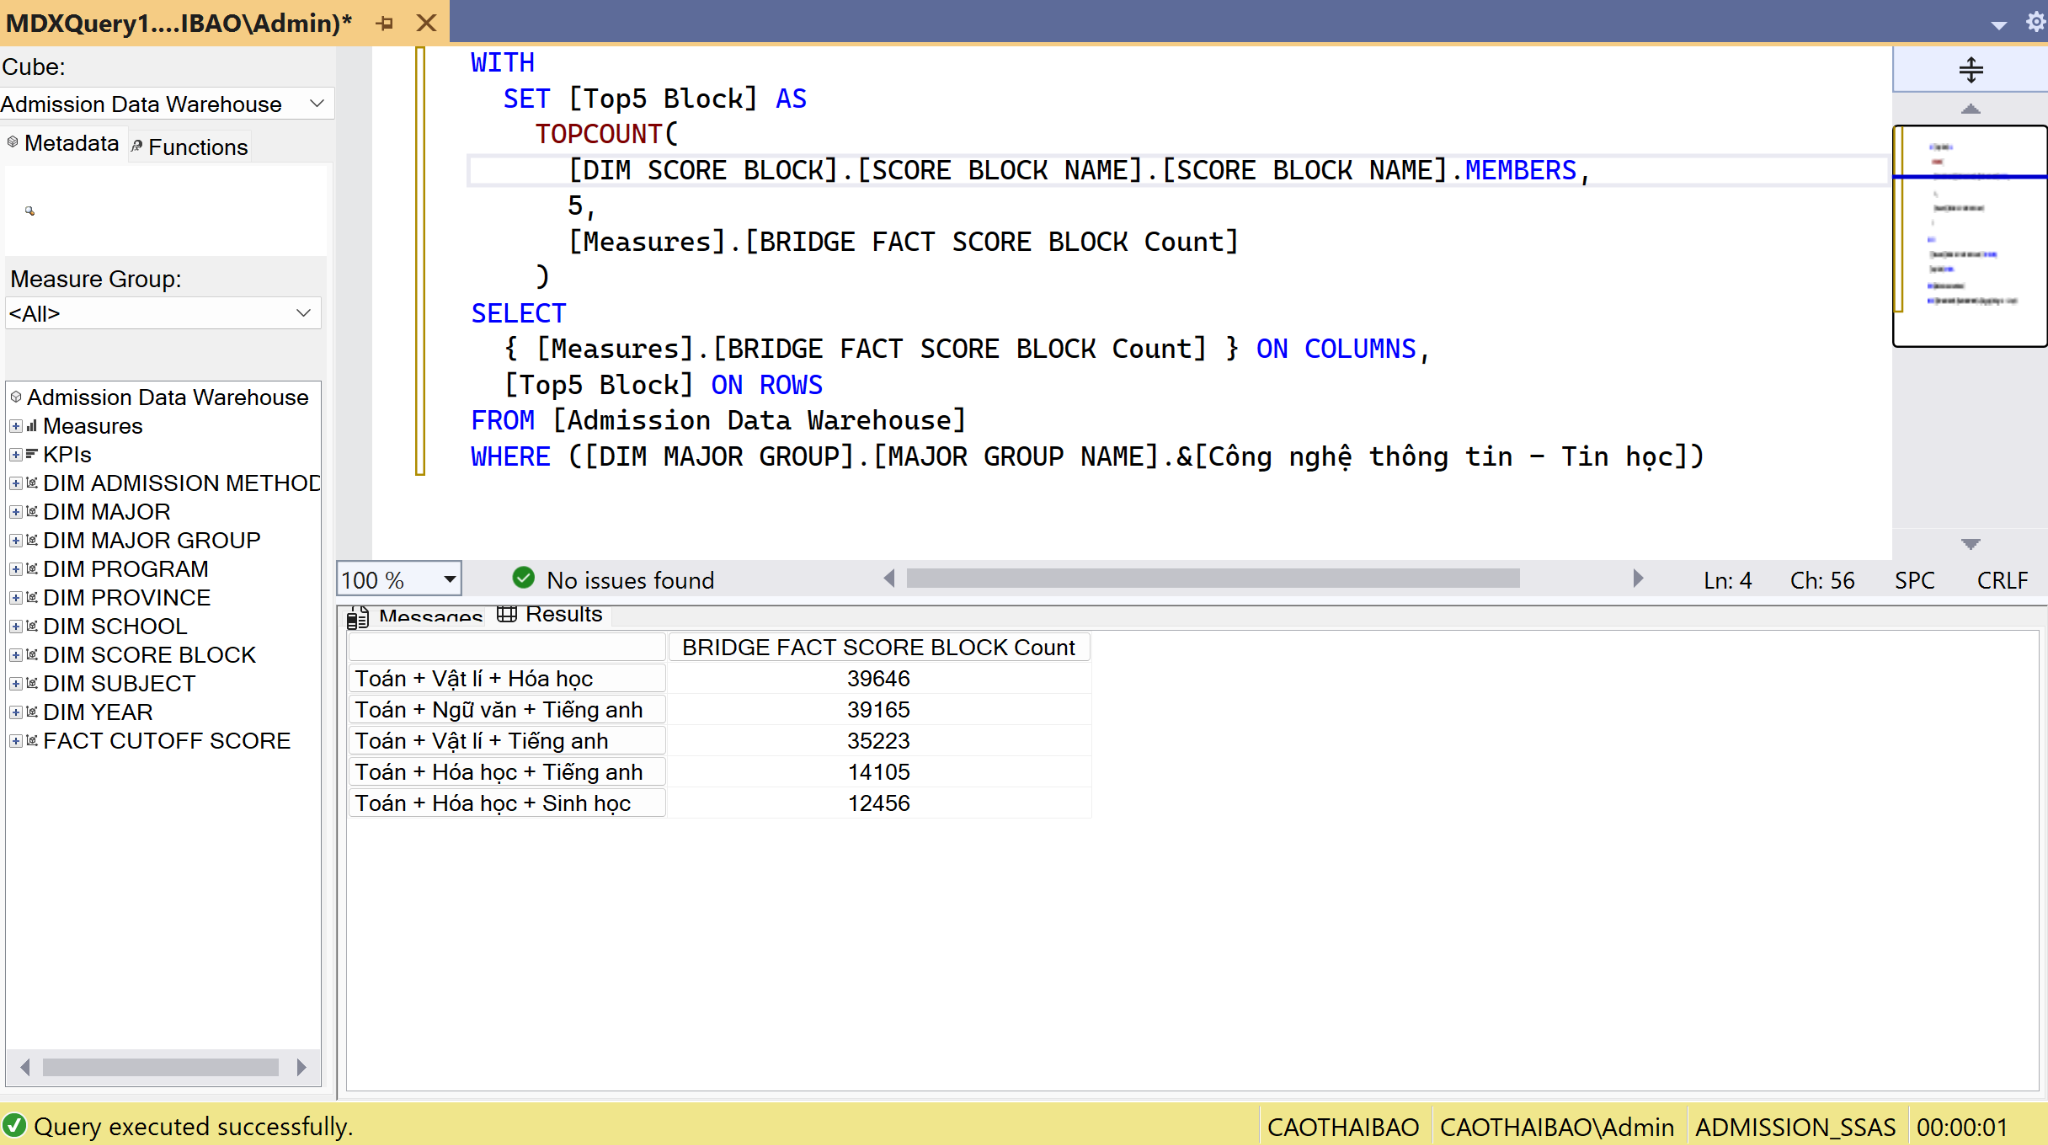 MDXQuery1....IBAO\Admin)*
Cube:
Admission Data Warehouse
Metadata
Functions
Measure Group:
<All>
Admission Data Warehouse
Measures
KPIs
DIM ADMISSION METHOD
DIM MAJOR
DIM MAJOR GROUP
DIM PROGRAM
DIM PROVINCE
DIM SCHOOL
DIM SCORE BLOCK
DIM SUBJECT
DIM YEAR
FACT CUTOFF SCORE
WITH
SET [Top5 Block] AS
TOPCOUNT(
[DIM SCORE BLOCK].[SCORE BLOCK NAME].[SCORE BLOCK NAME].MEMBERS,
5,
[Measures].[BRIDGE FACT SCORE BLOCK Count]
)
SELECT
{ [Measures].[BRIDGE FACT SCORE BLOCK Count] } ON COLUMNS,
[Top5 Block] ON ROWS
FROM [Admission Data Warehouse]
WHERE ([DIM MAJOR GROUP].[MAJOR GROUP NAME].&[Công nghệ thông tin – Tin học])
100 %
No issues found
Ln: 4
Ch: 56
SPC
CRLF
Messages
Results
BRIDGE FACT SCORE BLOCK Count
Toán + Vật lí + Hóa học 39646
Toán + Ngữ văn + Tiếng anh 39165
Toán + Vật lí + Tiếng anh 35223
Toán + Hóa học + Tiếng anh 14105
Toán + Hóa học + Sinh học 12456
Query executed successfully.
CAOTHAIBAO
CAOTHAIBAO\Admin
ADMISSION_SSAS
00:00:01